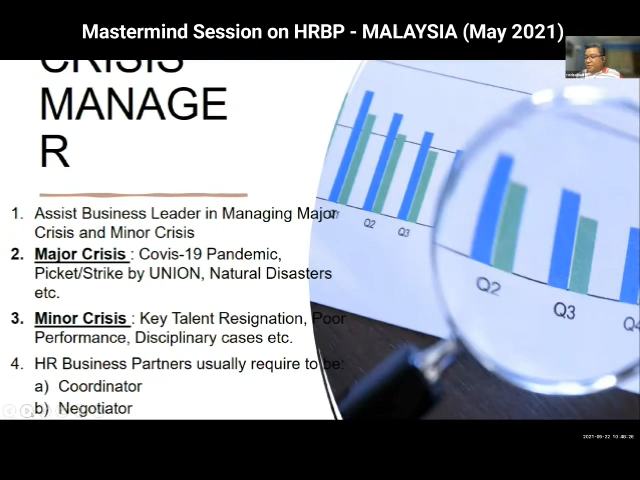 Mastermind Session on HRBP - MALAYSIA (May 2021)
CRISIS
MANAGE
R
1. Assist Business Leader in Managing Major
Crisis and Minor Crisis
2. Major Crisis : Covis-19 Pandemic,
Picket/Strike by UNION, Natural Disasters
etc.
3. Minor Crisis : Key Talent Resignation, Poor
Performance, Disciplinary cases etc.
4. HR Business Partners usually require to be:
a) Coordinator
b) Negotiator
Q2
Q3
Q2
Q3
Q4